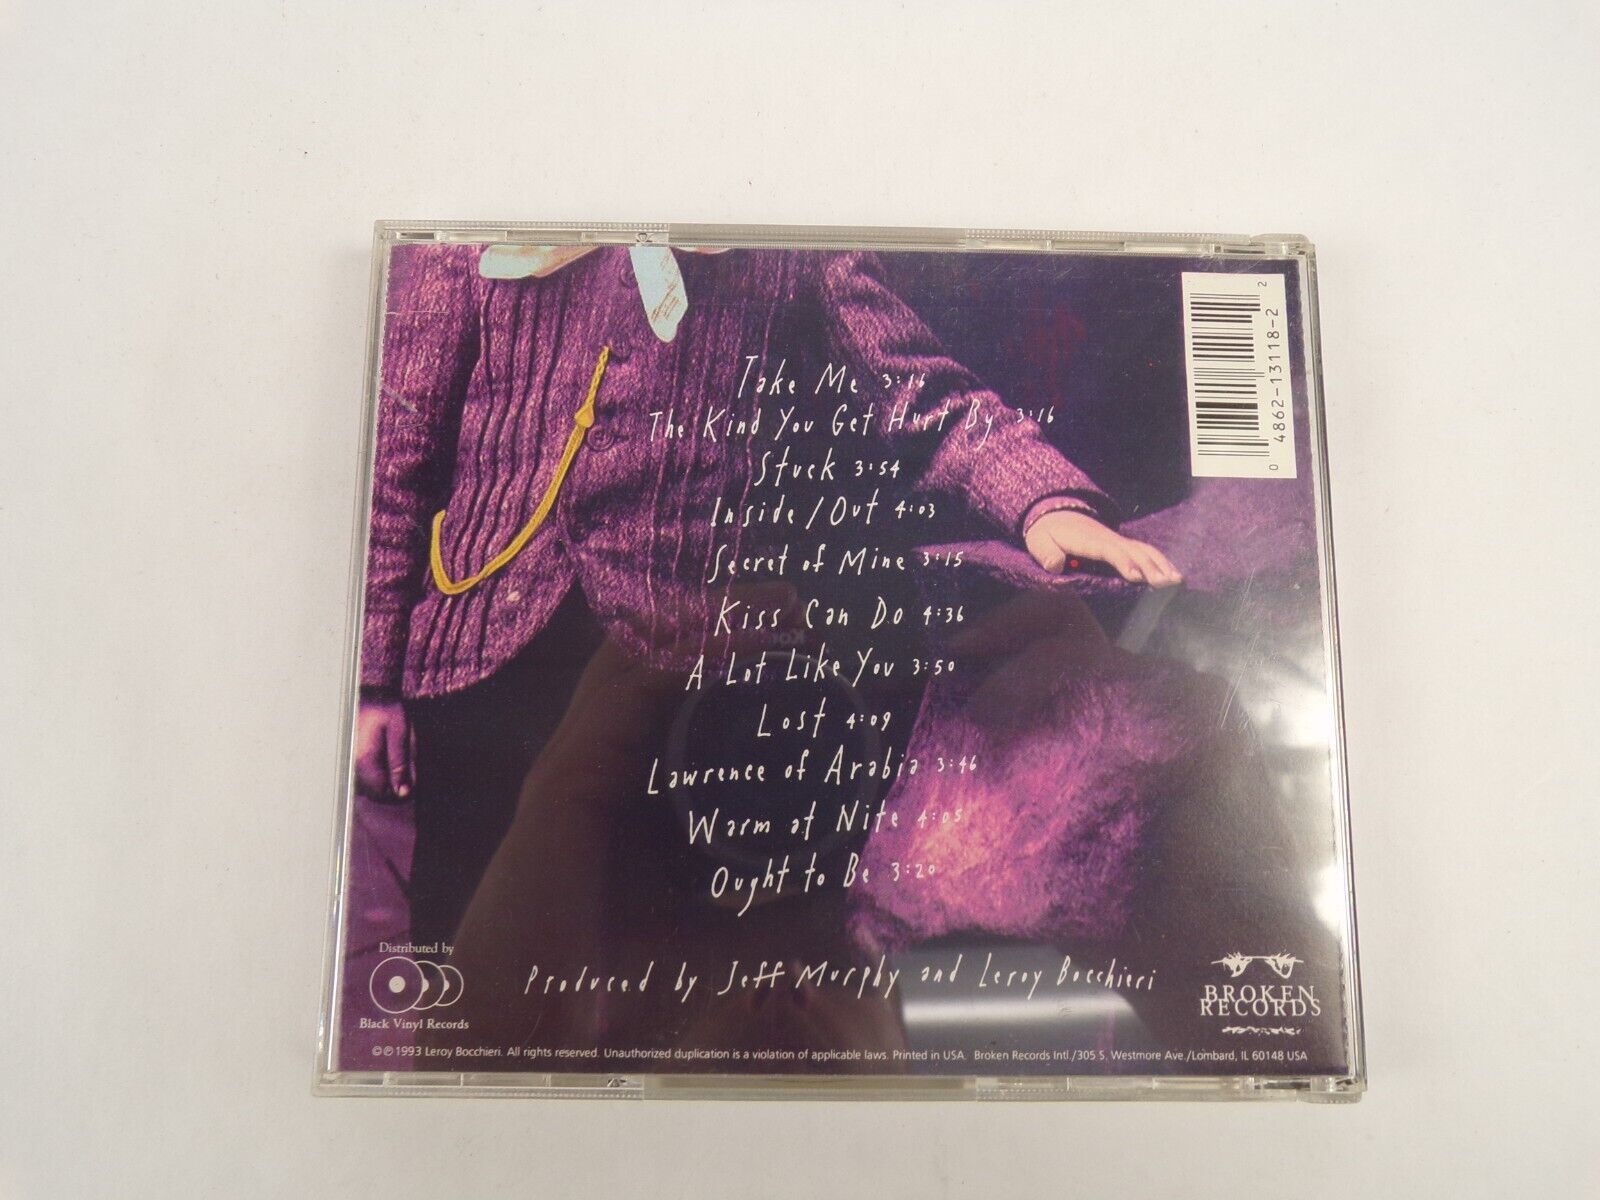 Take Me 3:16
The Kind You Get Hurt By 3:16
Stuck 3:54
Inside/Out 4:03
Secret of Mine 3:15
Kiss Can Do 4:36
A Lot Like You 3:50
Lost 4:09
Lawrence of Arabia 3:46
Warm at Nite 4:05
Ought to Be 3:20
Produced by Jeff Murphy and Leroy Bocchieri
Distributed by
Black Vinyl Records
BROKEN
RECORDS
©℗1993 Leroy Bocchieri. All rights reserved. Unauthorized duplication is a violation of applicable laws. Printed in USA. Broken Records Intl./305 S. Westmore Ave./Lombard, IL 60148 USA
0 4862-13118-2 2